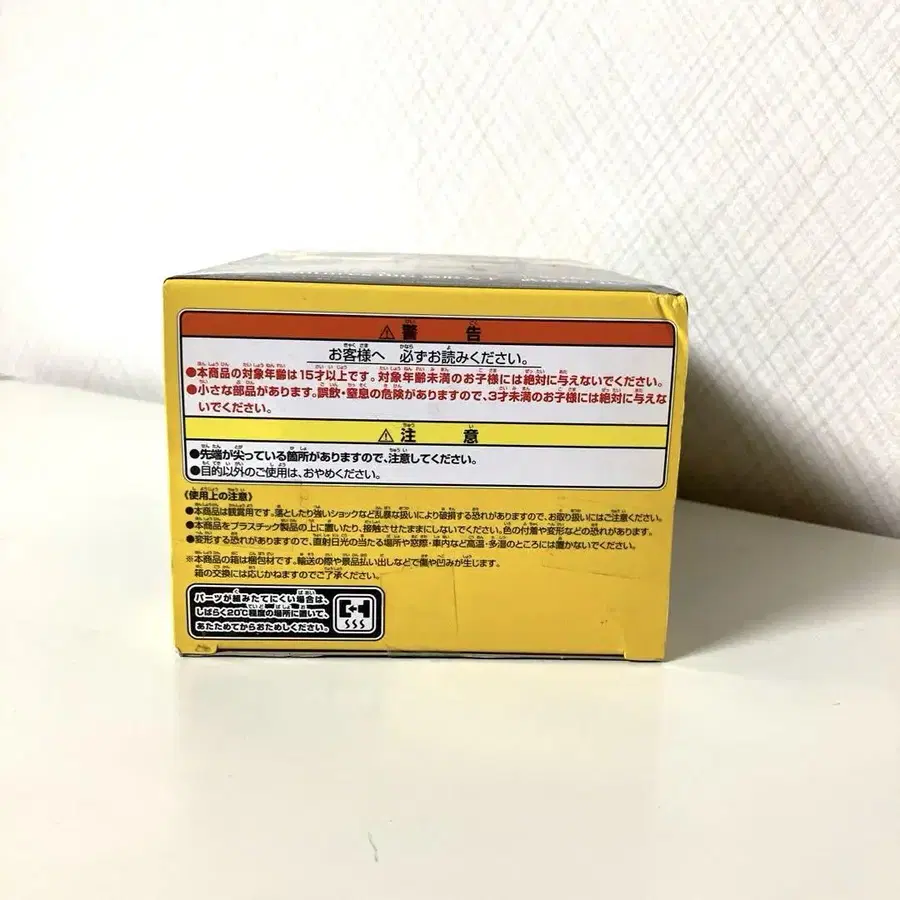 ⚠警告
お客様へ 必ずお読みください。
●本商品の対象年齢は15才以上です。対象年齢未満のお子様には絶対に与えないでください。
●小さな部品があります。誤飲・窒息の危険がありますので、3才未満のお子様には絶対に与えな
いでください。
⚠注意
●先端が尖っている箇所がありますので、注意してください。
●目的以外のご使用は、おやめください。
《使用上の注意》
●本商品は観賞用です。落としたり強いショックなど乱暴な扱いにより破損する恐れがありますので、お取り扱いにはご注意ください。
●本商品をプラスチック製品の上に置いたり、接触させたままにしないでください。色の付着や変形などの恐れがあります。
●変形する恐れがありますので、直射日光の当たる場所や窓際・車内など高温・多湿のところには置かないでください。
※本商品の箱は梱包材です。輸送の際や景品払い出しなどで傷や凹みが生じます。
箱の交換には応じかねますのでご了承ください。
パーツが組みたてにくい場合は、
しばらく20℃程度の場所に置いて、
あたためてからおためしください。